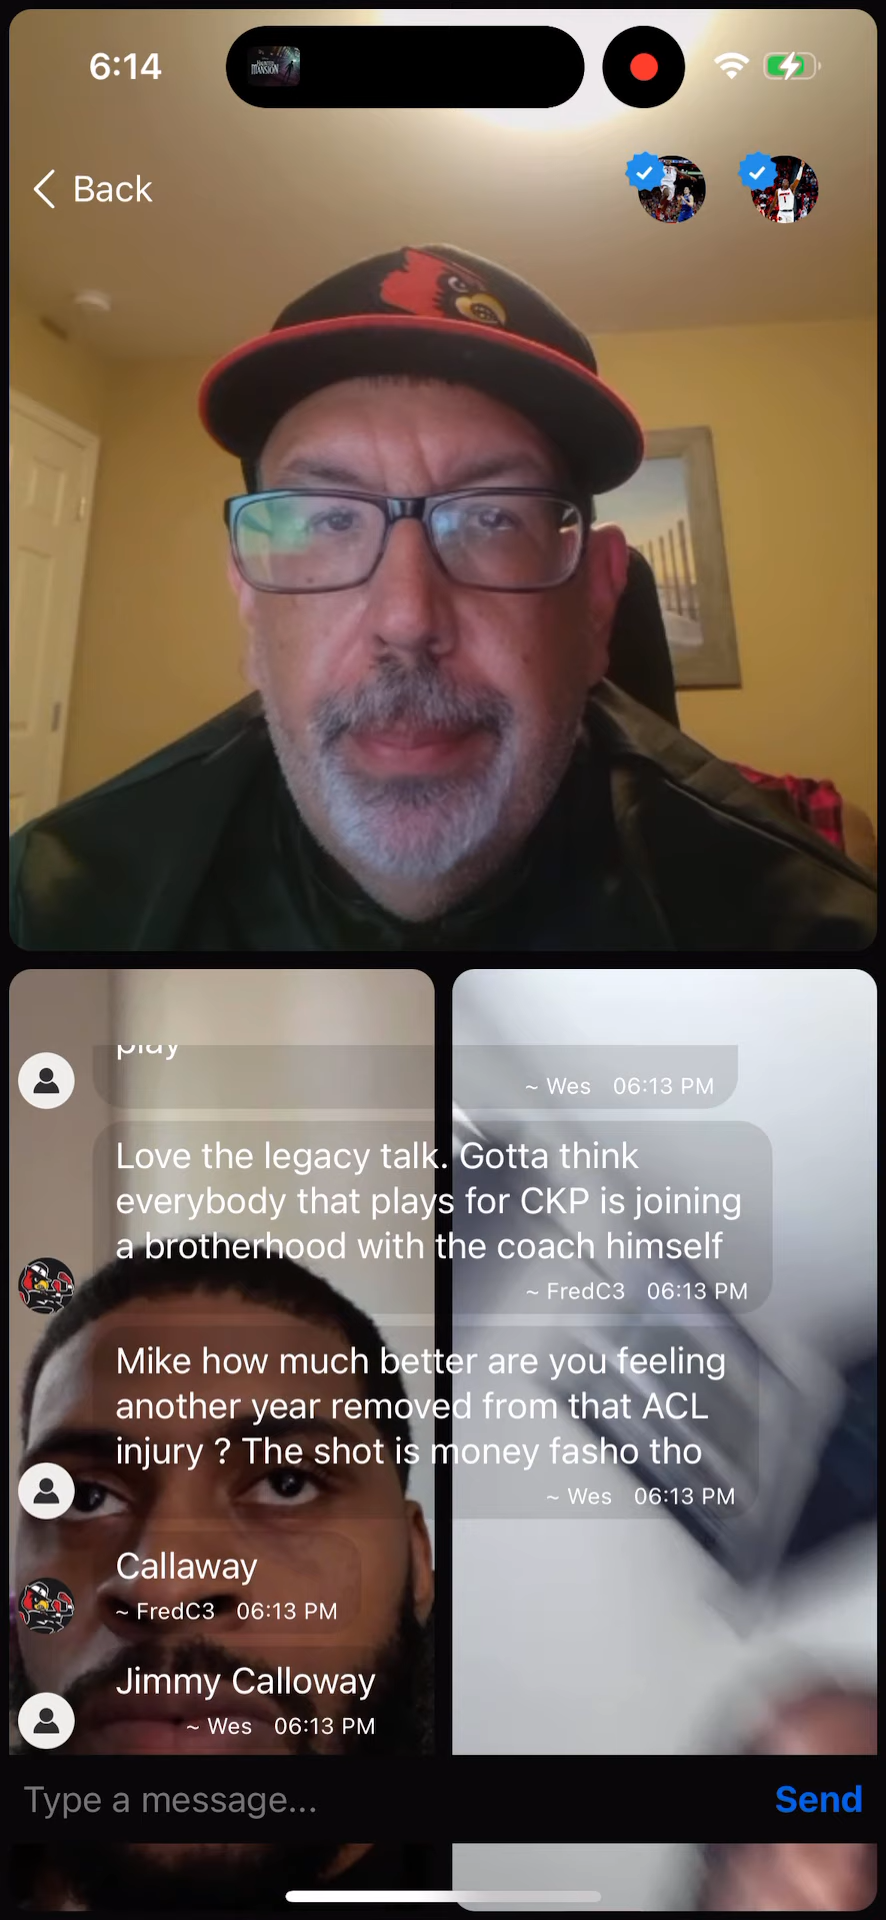 6:14
MANSION
Back
play
~ Wes 06:13 PM
Love the legacy talk. Gotta think
everybody that plays for CKP is joining
a brotherhood with the coach himself
~ FredC3 06:13 PM
Mike how much better are you feeling
another year removed from that ACL
injury ? The shot is money fasho tho
~ Wes 06:13 PM
Callaway
~ FredC3 06:13 PM
Jimmy Calloway
~ Wes 06:13 PM
Type a message...
Send